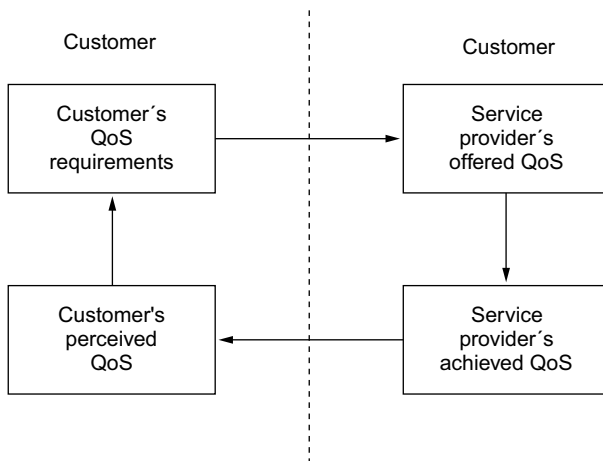 Customer
Customer
Customer´s
QoS
requirements
Service
provider´s
offered QoS
Customer's
perceived
QoS
Service
provider´s
achieved QoS